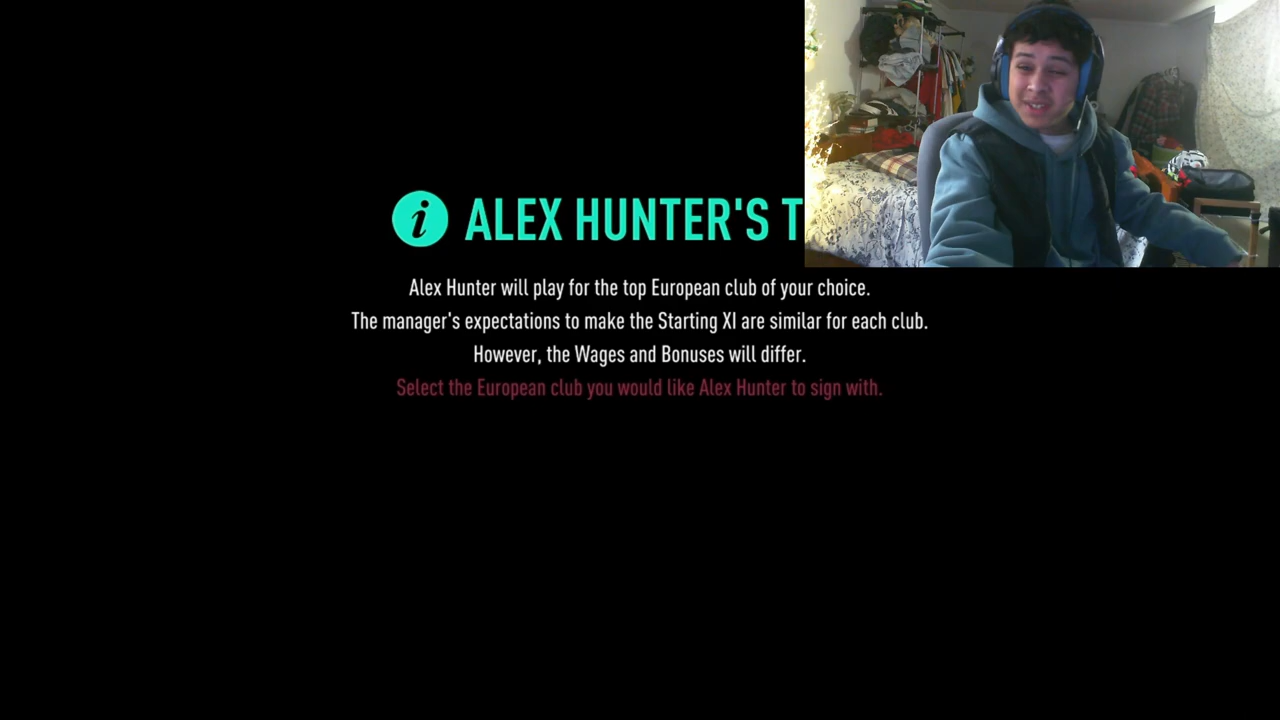 ALEX HUNTER'S T
Alex Hunter will play for the top European club of your choice.
The manager's expectations to make the Starting XI are similar for each club.
However, the Wages and Bonuses will differ.
Select the European club you would like Alex Hunter to sign with.